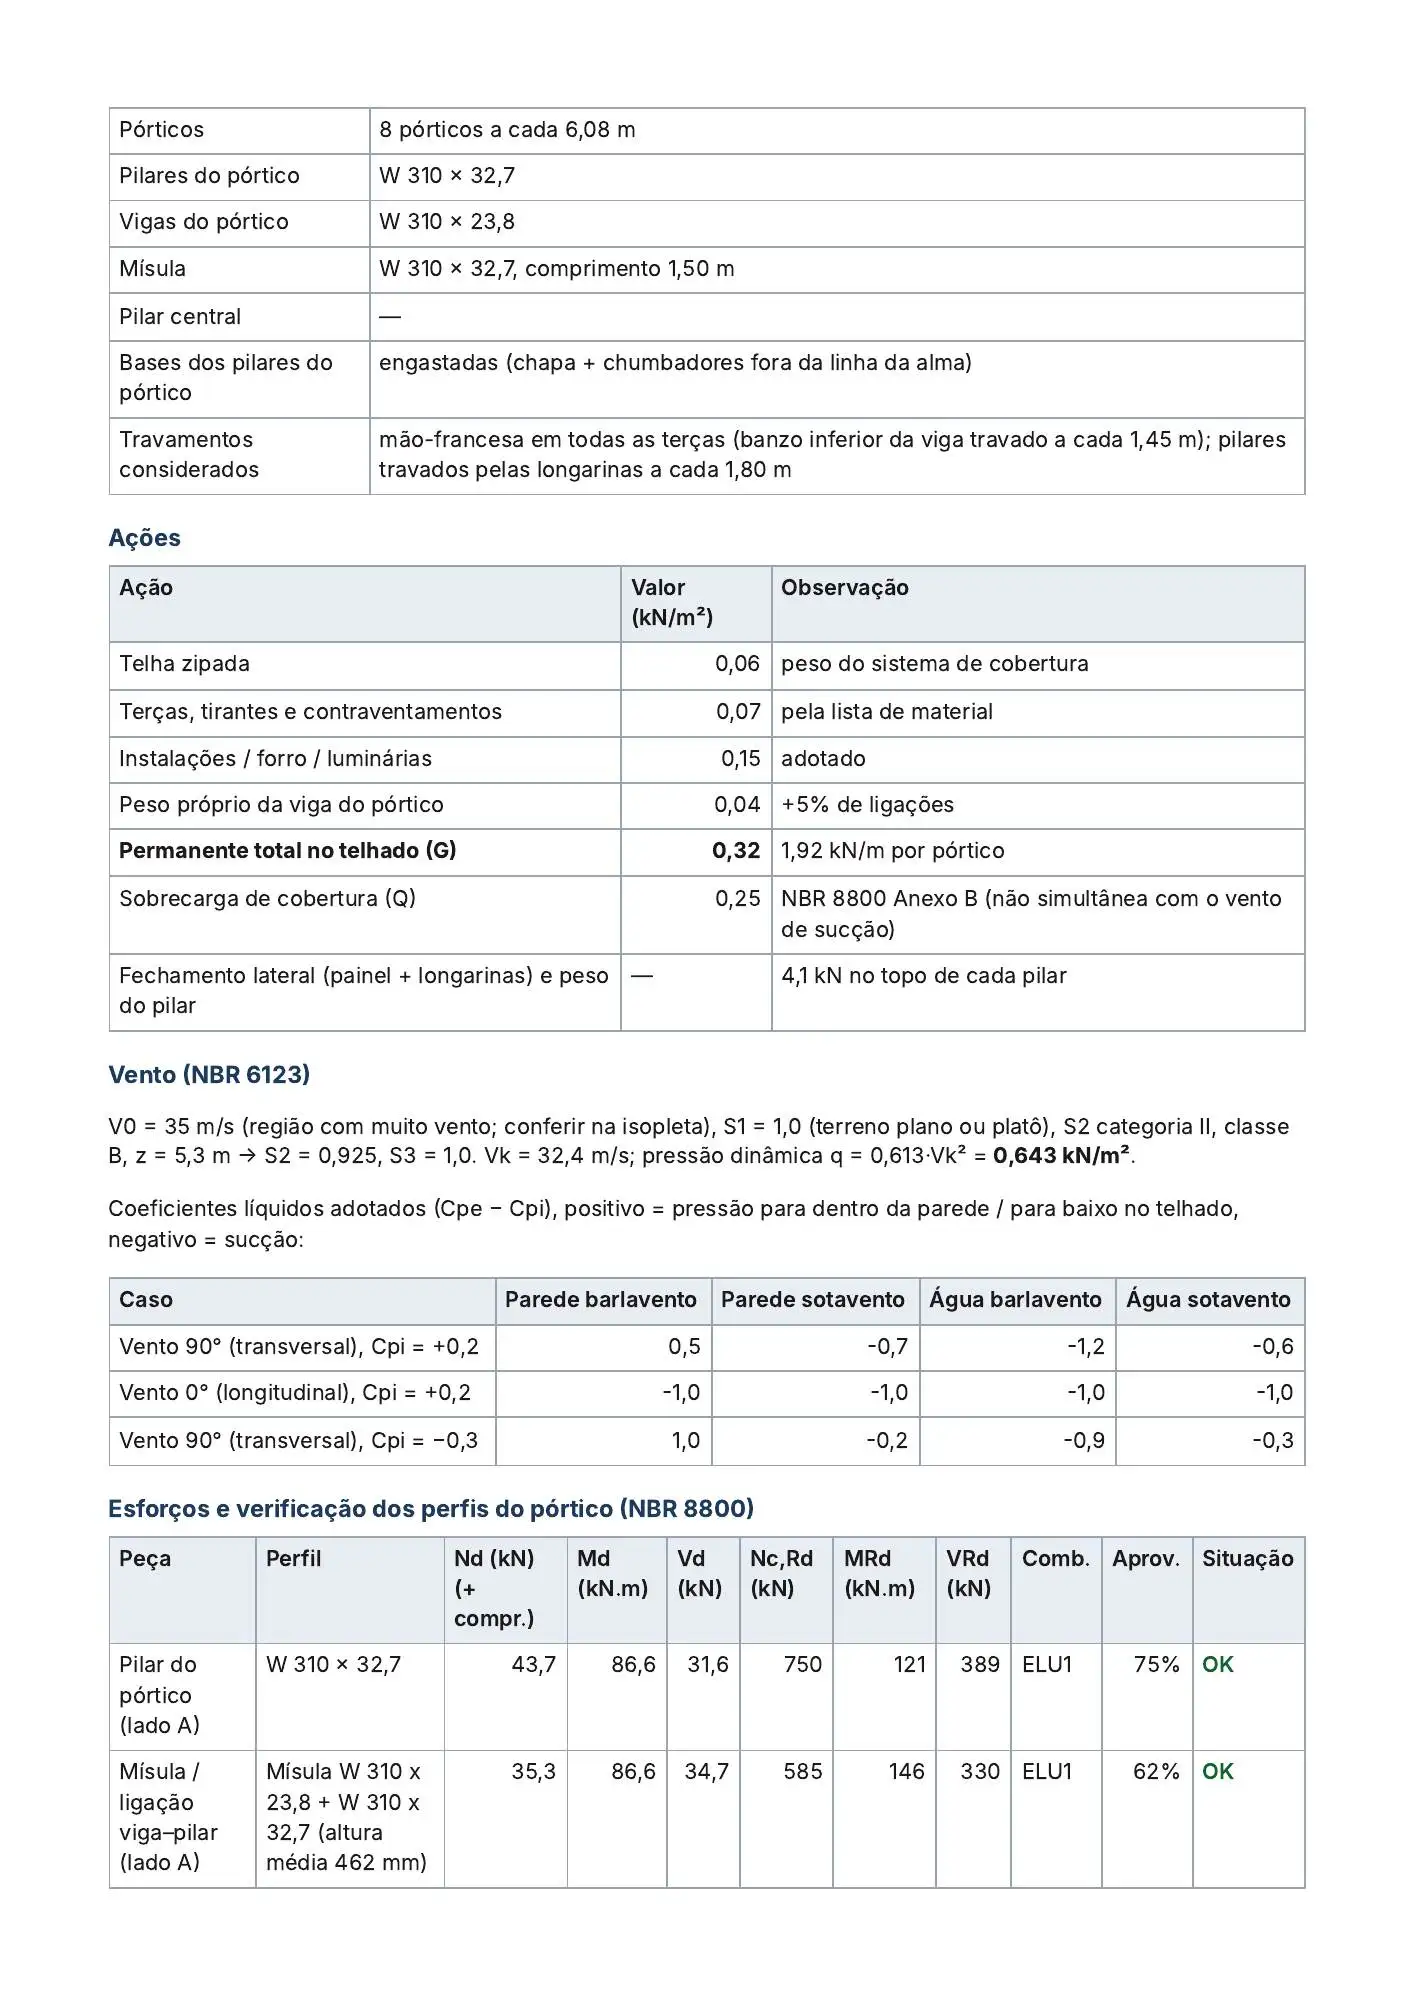 Pórticos
8 pórticos a cada 6,08 m
Pilares do pórtico
W 310 × 32,7
Vigas do pórtico
W 310 × 23,8
Mísula
W 310 × 32,7, comprimento 1,50 m
Pilar central
—
Bases dos pilares do
pórtico
engastadas (chapa + chumbadores fora da linha da alma)
Travamentos
considerados
mão-francesa em todas as terças (banzo inferior da viga travado a cada 1,45 m); pilares
travados pelas longarinas a cada 1,80 m
Ações
Ação
Valor
(kN/m²)
Observação
Telha zipada
0,06
peso do sistema de cobertura
Terças, tirantes e contraventamentos
0,07
pela lista de material
Instalações / forro / luminárias
0,15
adotado
Peso próprio da viga do pórtico
0,04
+5% de ligações
Permanente total no telhado (G)
0,32
1,92 kN/m por pórtico
Sobrecarga de cobertura (Q)
0,25
NBR 8800 Anexo B (não simultânea com o vento
de sucção)
Fechamento lateral (painel + longarinas) e peso
do pilar
—
4,1 kN no topo de cada pilar
Vento (NBR 6123)
V0 = 35 m/s (região com muito vento; conferir na isopleta), S1 = 1,0 (terreno plano ou platô), S2 categoria II, classe
B, z = 5,3 m → S2 = 0,925, S3 = 1,0. Vk = 32,4 m/s; pressão dinâmica q = 0,613·Vk² = 0,643 kN/m².
Coeficientes líquidos adotados (Cpe − Cpi), positivo = pressão para dentro da parede / para baixo no telhado,
negativo = sucção:
Caso
Parede barlavento
Parede sotavento
Água barlavento
Água sotavento
Vento 90° (transversal), Cpi = +0,2
0,5
-0,7
-1,2
-0,6
Vento 0° (longitudinal), Cpi = +0,2
-1,0
-1,0
-1,0
-1,0
Vento 90° (transversal), Cpi = −0,3
1,0
-0,2
-0,9
-0,3
Esforços e verificação dos perfis do pórtico (NBR 8800)
Peça
Perfil
Nd (kN)
(+
compr.)
Md
(kN.m)
Vd
(kN)
Nc,Rd
(kN)
MRd
(kN.m)
VRd
(kN)
Comb.
Aprov.
Situação
Pilar do
pórtico
(lado A)
W 310 × 32,7
43,7
86,6
31,6
750
121
389
ELU1
75%
OK
Mísula /
ligação
viga–pilar
(lado A)
Mísula W 310 x
23,8 + W 310 x
32,7 (altura
média 462 mm)
35,3
86,6
34,7
585
146
330
ELU1
62%
OK